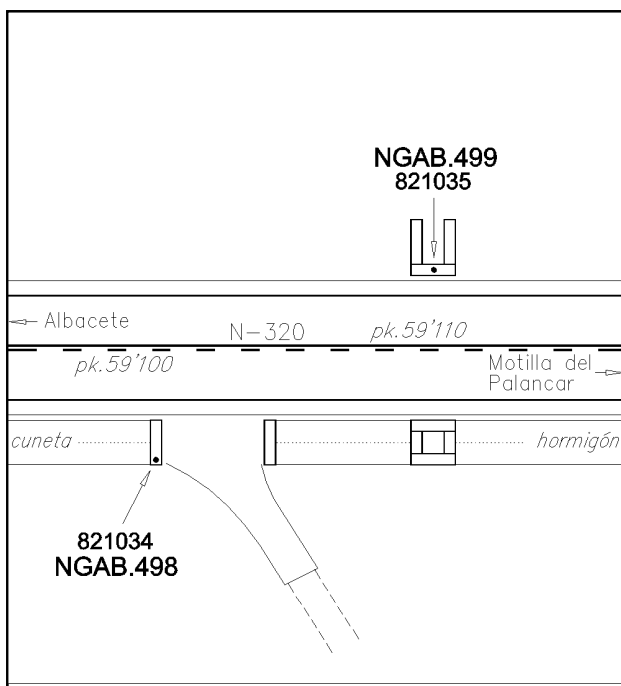 NGAB.499
821035
Albacete
N-320
pk.59'110
pk.59'100
Motilla del
Palancar
cuneta
hormigón
821034
NGAB.498